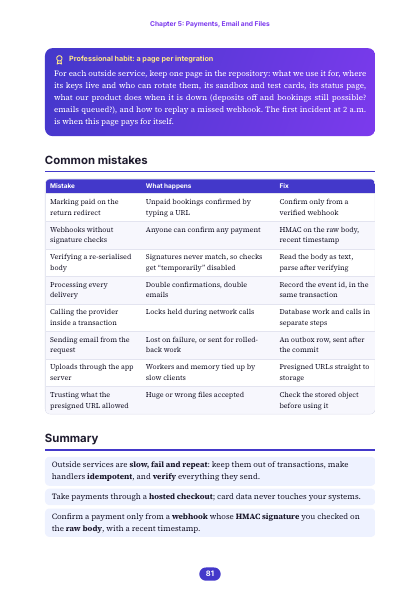 Chapter 5: Payments, Email and Files
Professional habit: a page per integration
For each outside service, keep one page in the repository: what we use it for, where
its keys live and who can rotate them, its sandbox and test cards, its status page,
what our product does when it is down (deposits off and bookings still possible?
emails queued?), and how to replay a missed webhook. The first incident at 2 a.m.
is when this page pays for itself.
Common mistakes
Mistake What happens Fix
Marking paid on the Unpaid bookings confirmed by Confirm only from a
return redirect typing a URL verified webhook
Webhooks without Anyone can confirm any payment HMAC on the raw body,
signature checks recent timestamp
Verifying a re-serialised Signatures never match, so checks Read the body as text,
body get “temporarily” disabled parse after verifying
Processing every Double confirmations, double Record the event id, in the
delivery emails same transaction
Calling the provider Locks held during network calls Database work and calls in
inside a transaction separate steps
Sending email from the Lost on failure, or sent for rolled- An outbox row, sent after
request back work the commit
Uploads through the app Workers and memory tied up by Presigned URLs straight to
server slow clients storage
Trusting what the Huge or wrong files accepted Check the stored object
presigned URL allowed before using it
Summary
Outside services are slow, fail and repeat: keep them out of transactions, make
handlers idempotent, and verify everything they send.
Take payments through a hosted checkout; card data never touches your systems.
Confirm a payment only from a webhook whose HMAC signature you checked on
the raw body, with a recent timestamp.
81